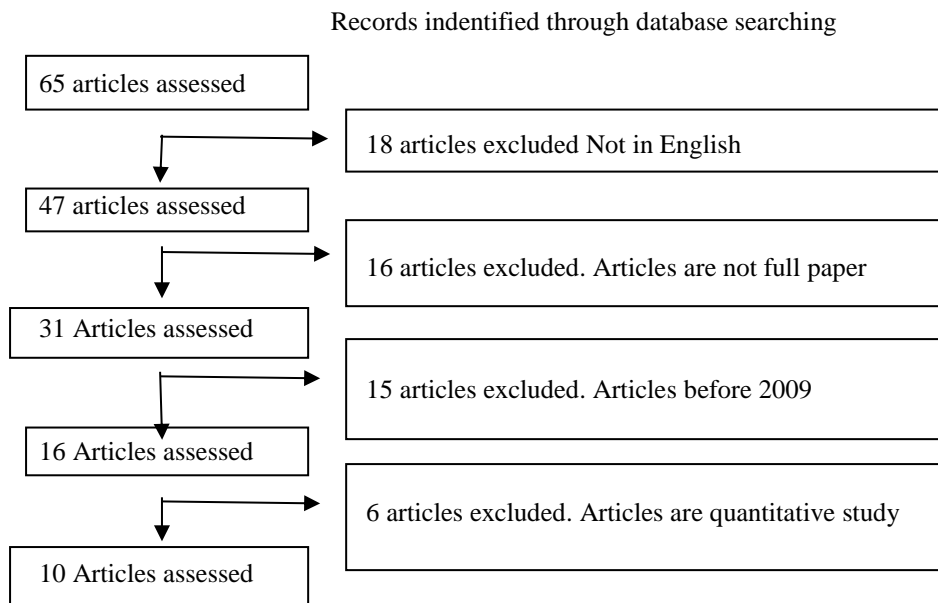 Records indentified through database searching
65 articles assessed
18 articles excluded Not in English
47 articles assessed
16 articles excluded. Articles are not full paper
31 Articles assessed
15 articles excluded. Articles before 2009
16 Articles assessed
6 articles excluded. Articles are quantitative study
10 Articles assessed